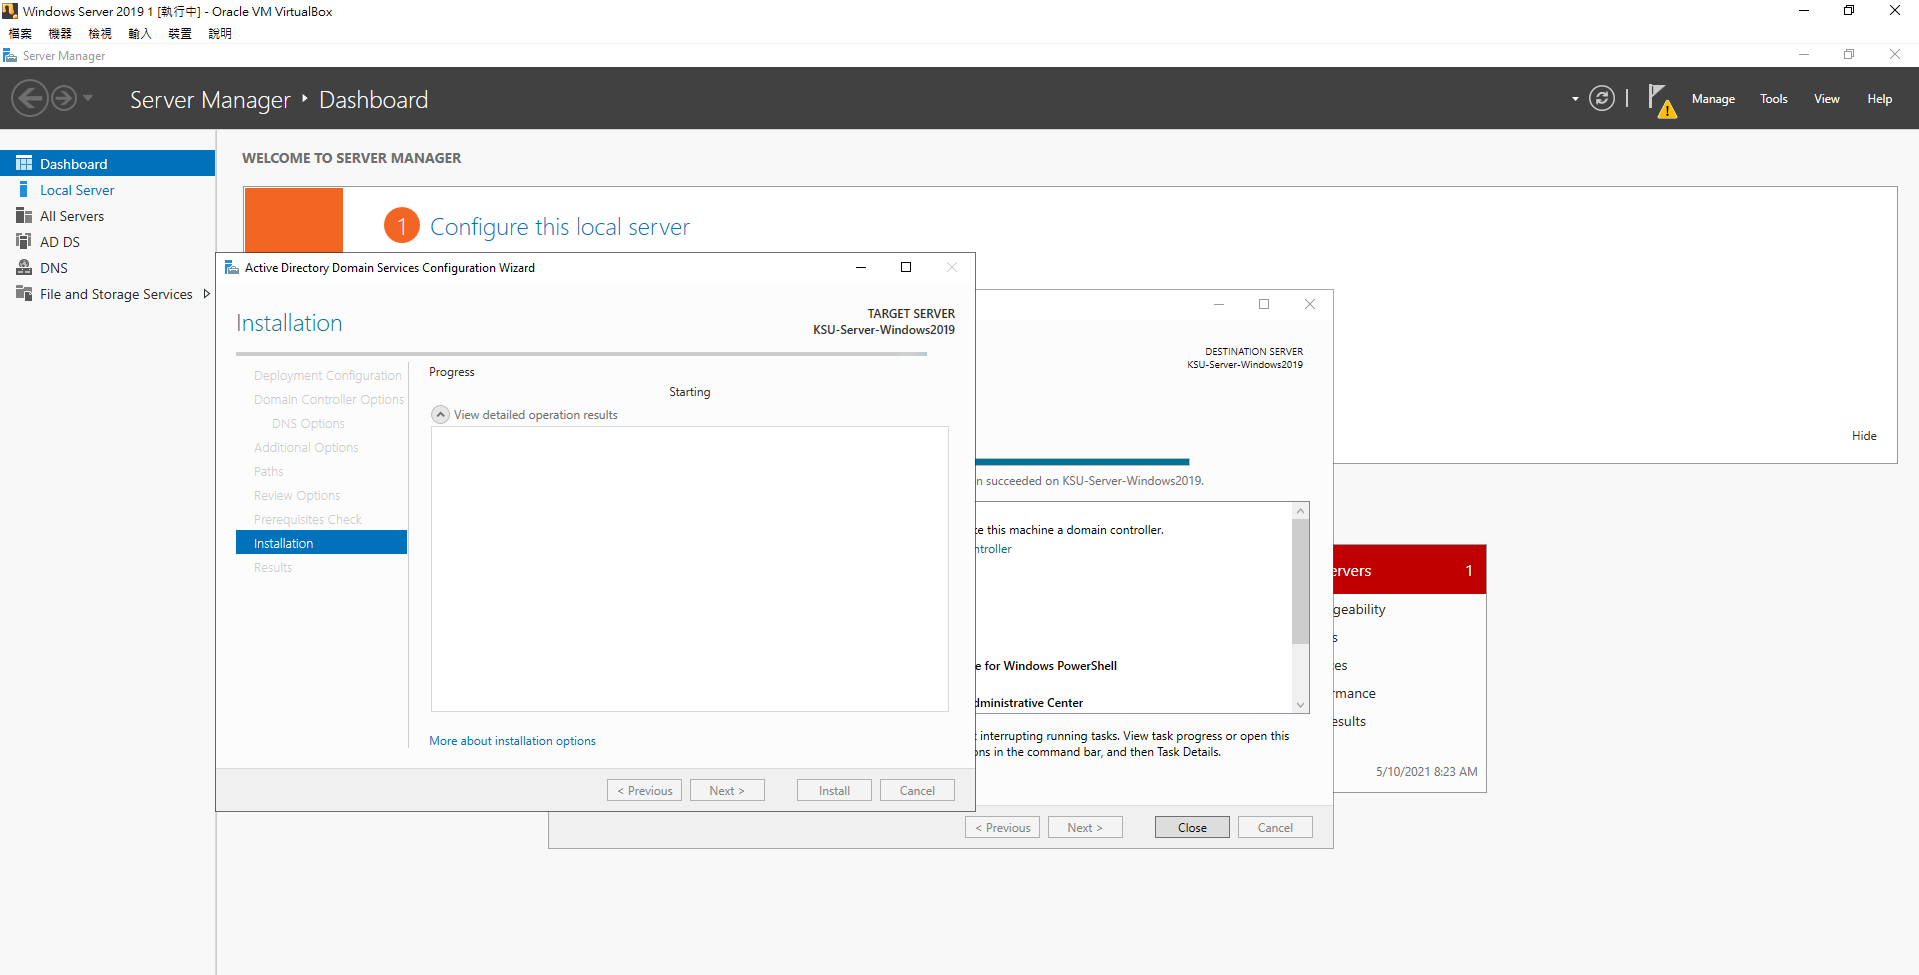 Windows Server 2019 1 [執行中] - Oracle VM VirtualBox
檔案 機器 檢視 輸入 裝置 說明
Server Manager
Server Manager ‣ Dashboard
Manage Tools View Help
Dashboard
Local Server
All Servers
AD DS
DNS
File and Storage Services
WELCOME TO SERVER MANAGER
1 Configure this local server
Hide
Active Directory Domain Services Configuration Wizard
Installation
TARGET SERVER
KSU-Server-Windows2019
Deployment Configuration
Domain Controller Options
DNS Options
Additional Options
Paths
Review Options
Prerequisites Check
Installation
Results
Progress
Starting
View detailed operation results
More about installation options
< Previous Next > Install Cancel
DESTINATION SERVER
KSU-Server-Windows2019
n succeeded on KSU-Server-Windows2019.
te this machine a domain controller.
ntroller
e for Windows PowerShell
dministrative Center
interrupting running tasks. View task progress or open this
ons in the command bar, and then Task Details.
< Previous Next > Close Cancel
ervers 1
geability
s
ces
rmance
esults
5/10/2021 8:23 AM